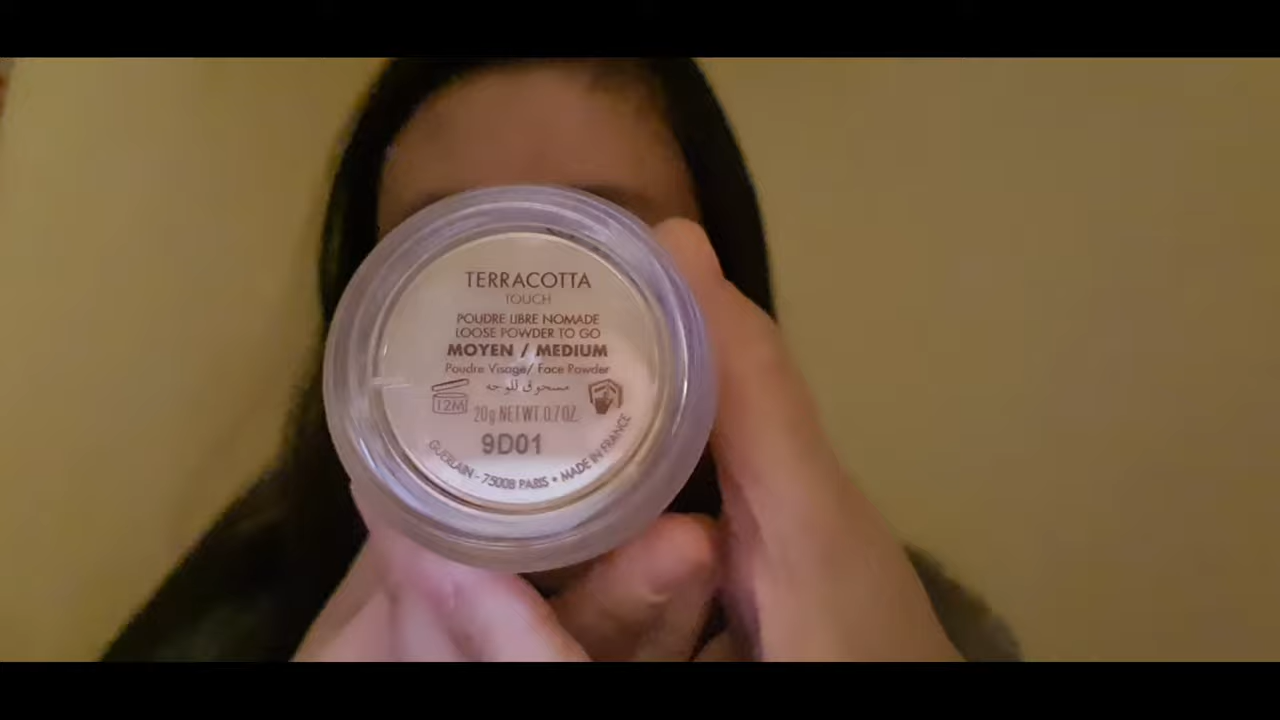 TERRACOTTA
TOUCH
POUDRE LIBRE NOMADE
LOOSE POWDER TO GO
MOYEN / MEDIUM
Poudre Visage/ Face Powder
مسحوق للوجه
12M
20g NET WT. 0.7 OZ.
9D01
GUERLAIN - 75008 PARIS • MADE IN FRANCE